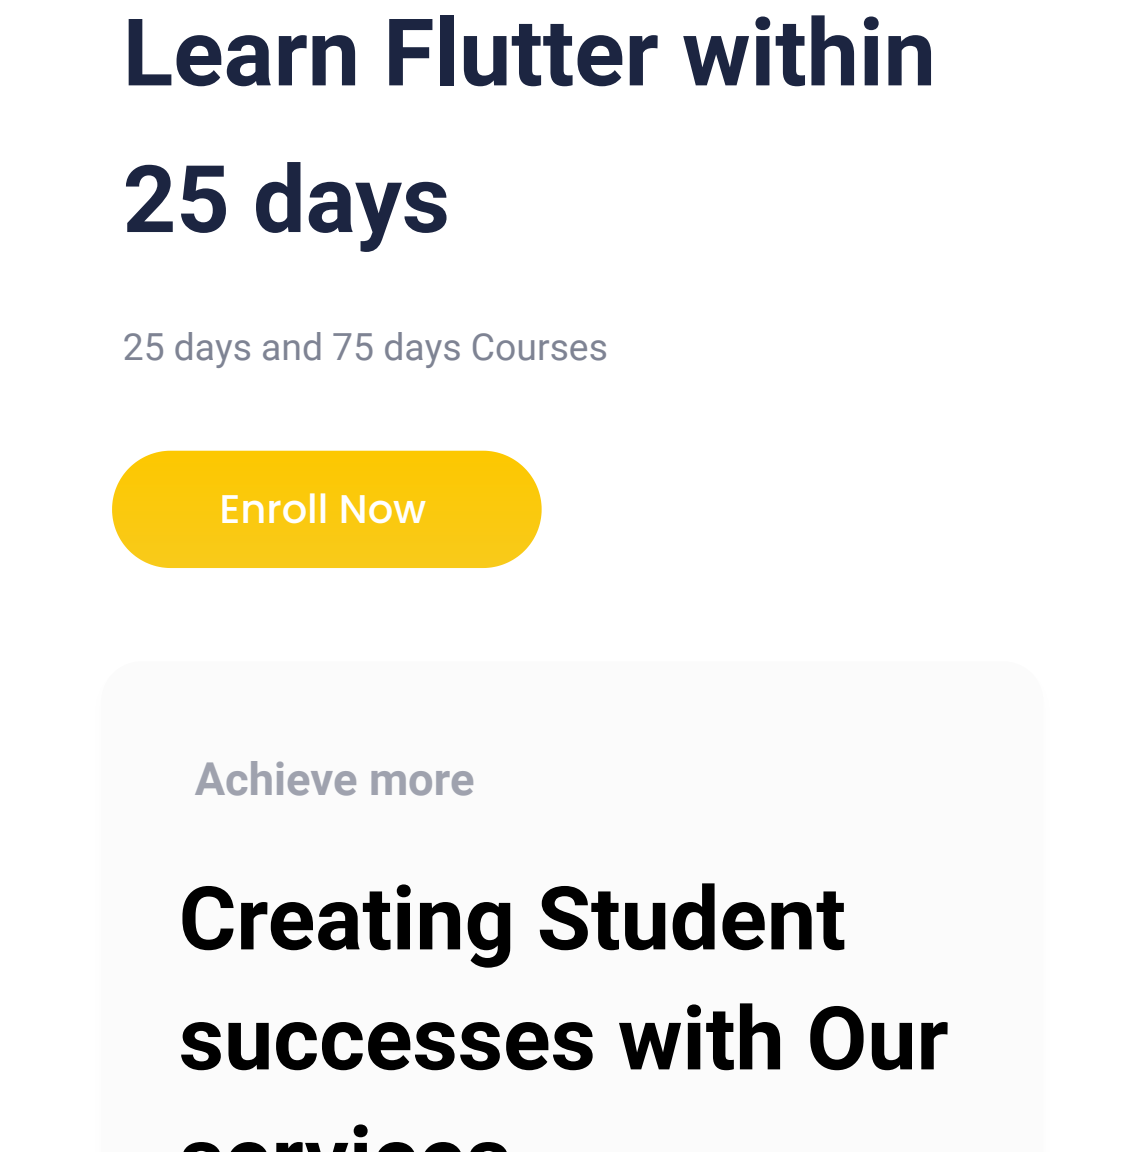 Learn Flutter within
25 days
25 days and 75 days Courses
Enroll Now
Achieve more
Creating Student
successes with Our
services